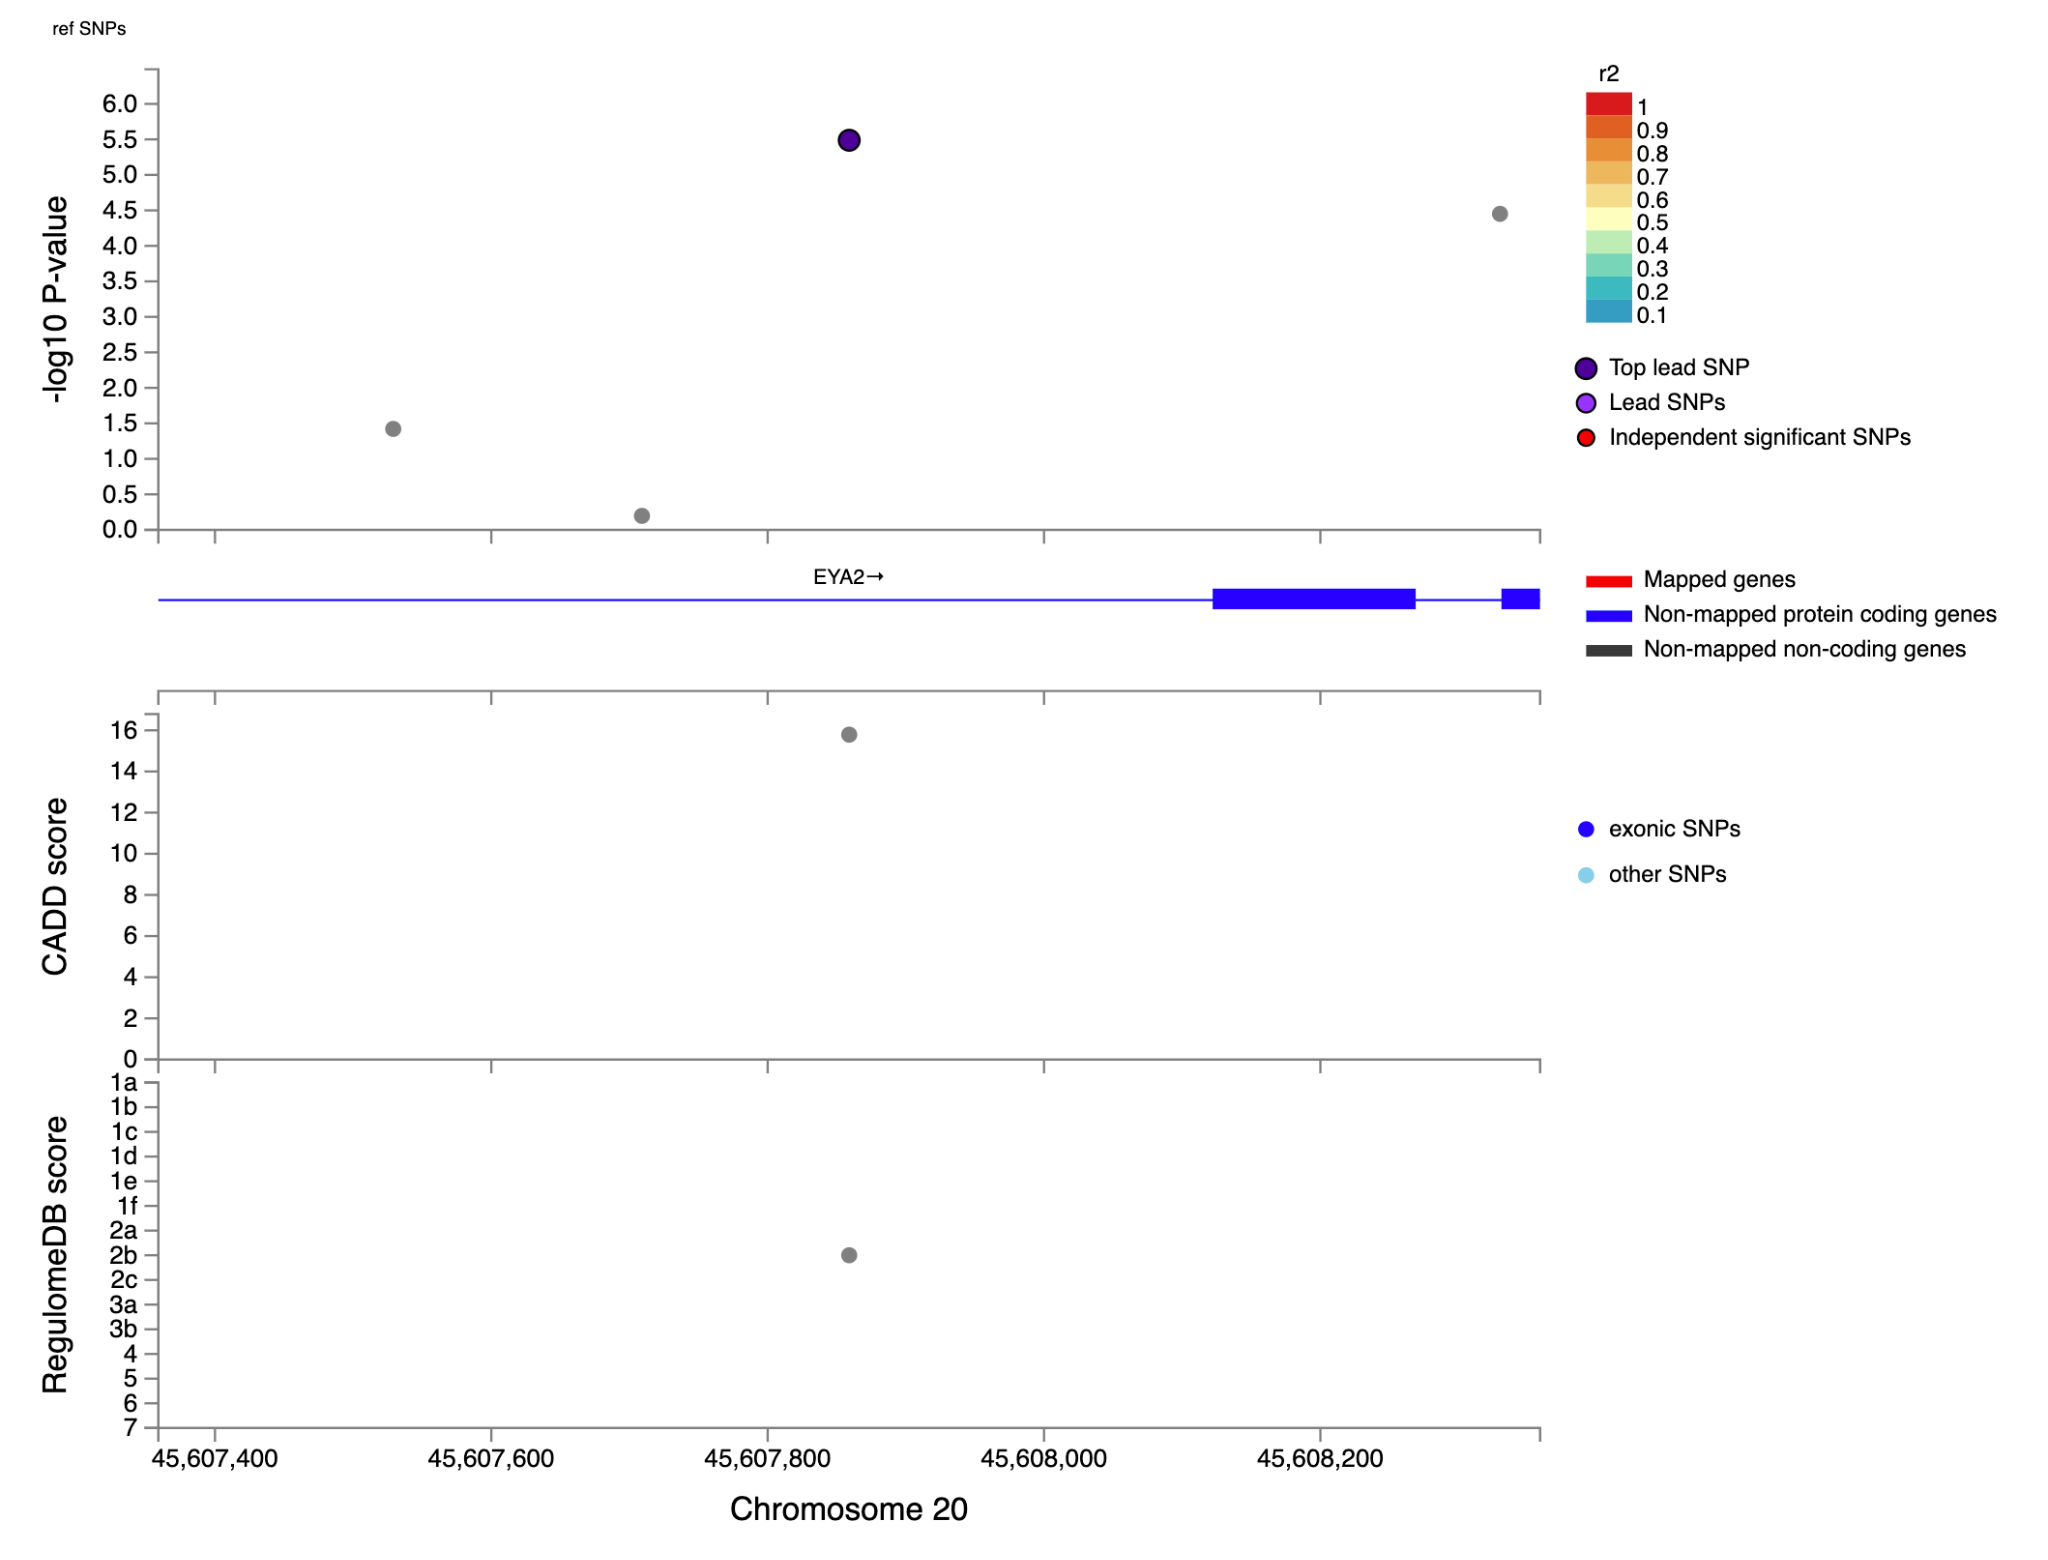 ref SNPs
-log10 P-value
6.0
5.5
5.0
4.5
4.0
3.5
3.0
2.5
2.0
1.5
1.0
0.5
0.0
r2
1
0.9
0.8
0.7
0.6
0.5
0.4
0.3
0.2
0.1
Top lead SNP
Lead SNPs
Independent significant SNPs
EYA2→
Mapped genes
Non-mapped protein coding genes
Non-mapped non-coding genes
CADD score
16
14
12
10
8
6
4
2
0
exonic SNPs
other SNPs
RegulomeDB score
1a
1b
1c
1d
1e
1f
2a
2b
2c
3a
3b
4
5
6
7
45,607,400 45,607,600 45,607,800 45,608,000 45,608,200
Chromosome 20